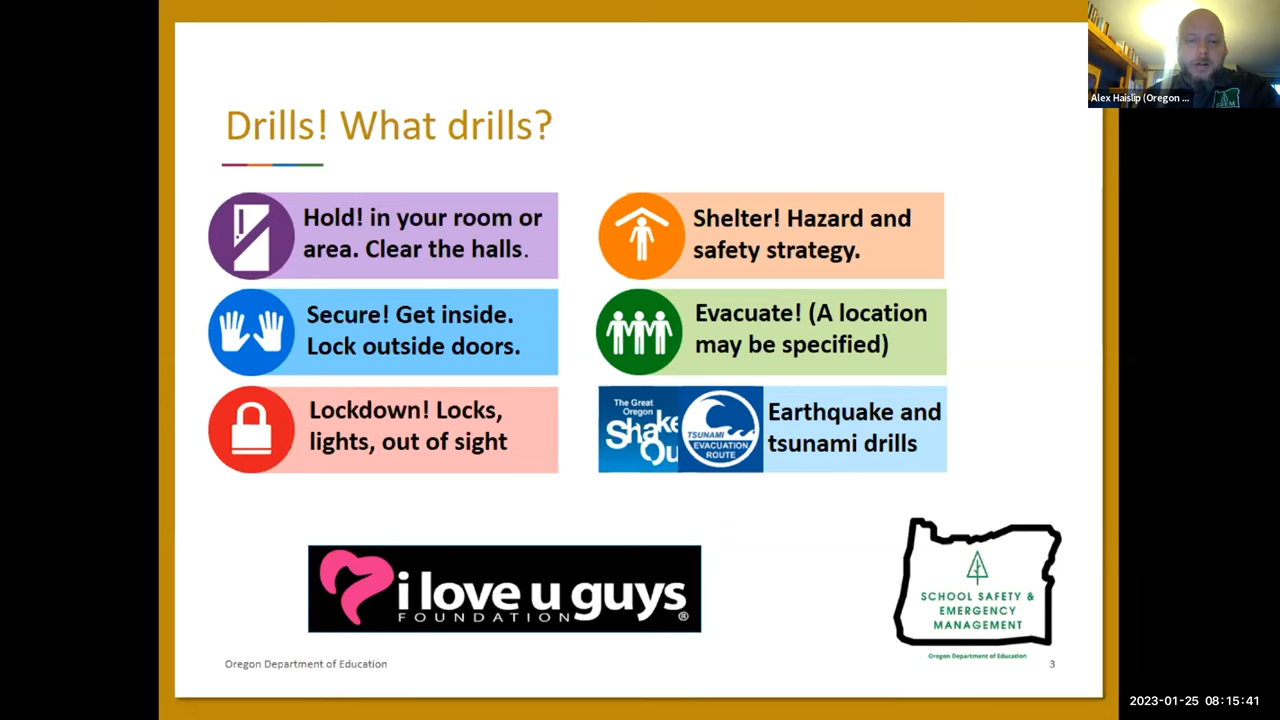 Drills! What drills?
Hold! in your room or
area. Clear the halls.
Secure! Get inside.
Lock outside doors.
Lockdown! Locks,
lights, out of sight
Shelter! Hazard and
safety strategy.
Evacuate! (A location
may be specified)
The Great
Oregon
Shake
Ou
TSUNAMI
EVACUATION
ROUTE
Earthquake and
tsunami drills
i love u guys
FOUNDATION®
SCHOOL SAFETY &
EMERGENCY
MANAGEMENT
Oregon Department of Education
Oregon Department of Education
3
Alex Haislip (Oregon ...
2023-01-25 08:15:41